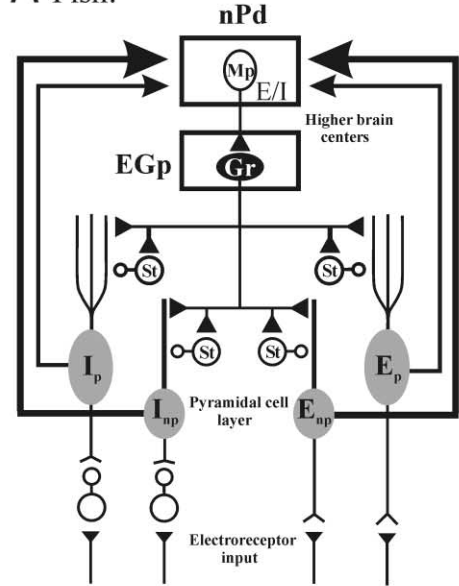 Fish.
nPd
Mp
E/I
Higher brain
centers
EGp
Gr
St
St
St
St
Ip
Ep
Inp
Pyramidal cell
layer
Enp
Electroreceptor
input